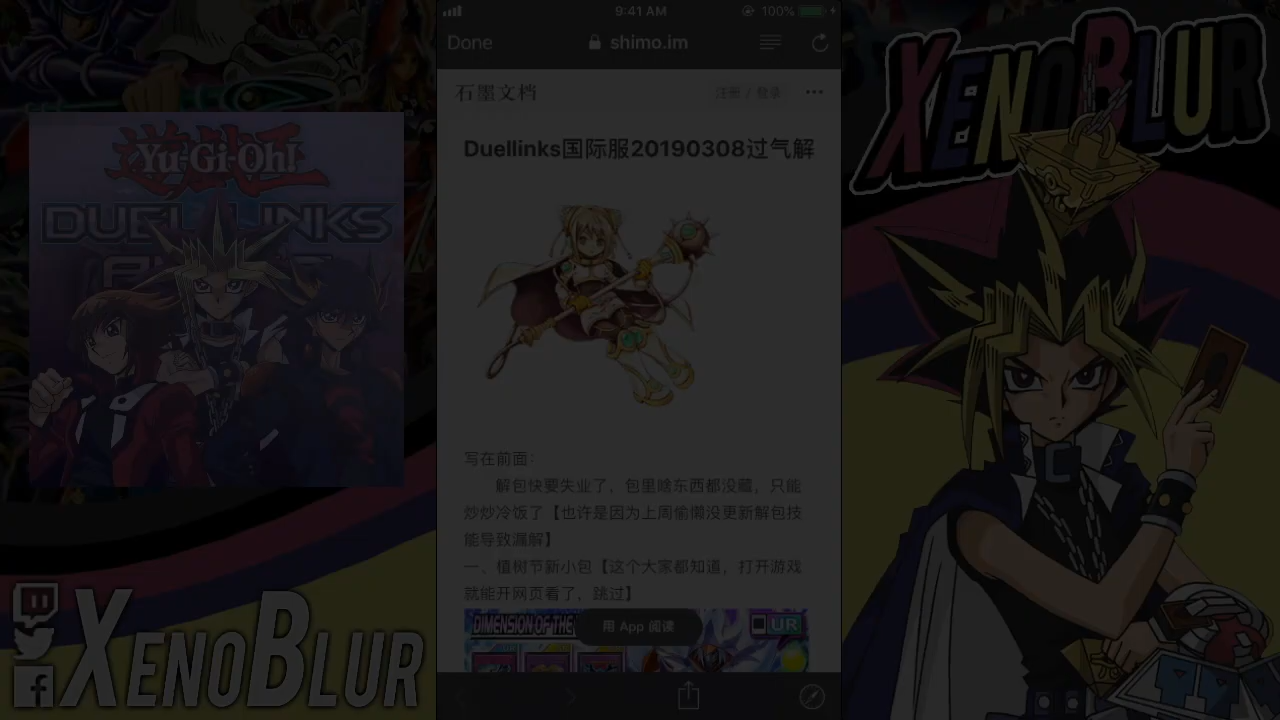 9:41 AM
100%
Done
shimo.im
石墨文档
注册 / 登录
Duellinks国际服20190308过气解
写在前面：
解包快要失业了，包里啥东西都没藏，只能
炒炒冷饭了【也许是因为上周偷懒没更新解包技
能导致漏解】
一、植树节新小包【这个大家都知道，打开游戏
就能开网页看了，跳过】
DIMENSION OF THE
UR
用 App 阅读
Yu-Gi-Oh!
DUEL LINKS
XENOBLUR
XENOBLUR